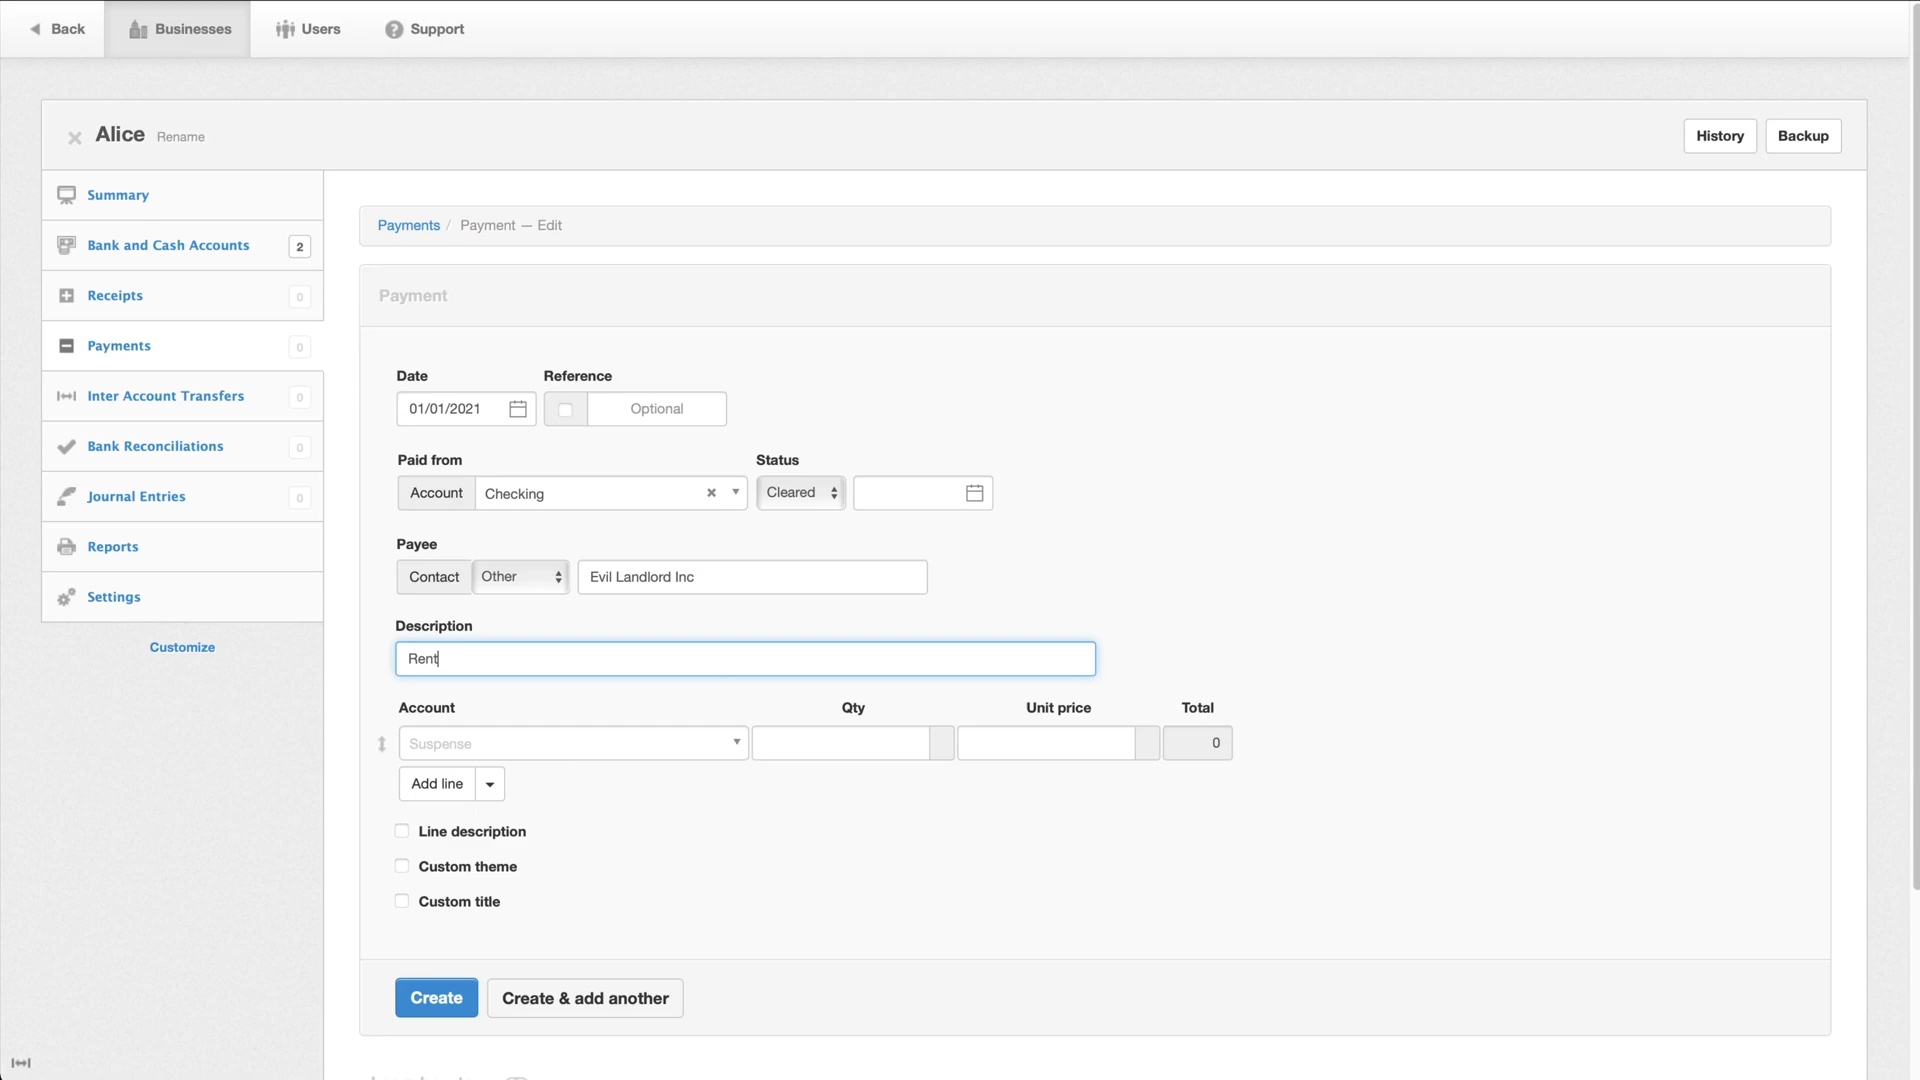 Back
Businesses
Users
Support
Alice Rename
History
Backup
Summary
Bank and Cash Accounts 2
Receipts 0
Payments 0
Inter Account Transfers 0
Bank Reconciliations 0
Journal Entries 0
Reports
Settings
Customize
Payments / Payment — Edit
Payment
Date Reference
01/01/2021 Optional
Paid from Status
Account Checking Cleared
Payee
Contact Other Evil Landlord Inc
Description
Rent
Account Qty Unit price Total
Suspense 0
Add line
Line description
Custom theme
Custom title
Create
Create & add another